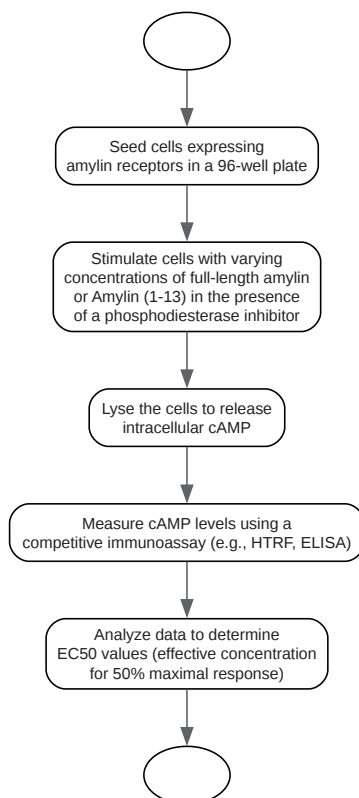 Seed cells expressing
amylin receptors in a 96-well plate
Stimulate cells with varying
concentrations of full-length amylin
or Amylin (1-13) in the presence
of a phosphodiesterase inhibitor
Lyse the cells to release
intracellular cAMP
Measure cAMP levels using a
competitive immunoassay (e.g., HTRF, ELISA)
Analyze data to determine
EC50 values (effective concentration
for 50% maximal response)